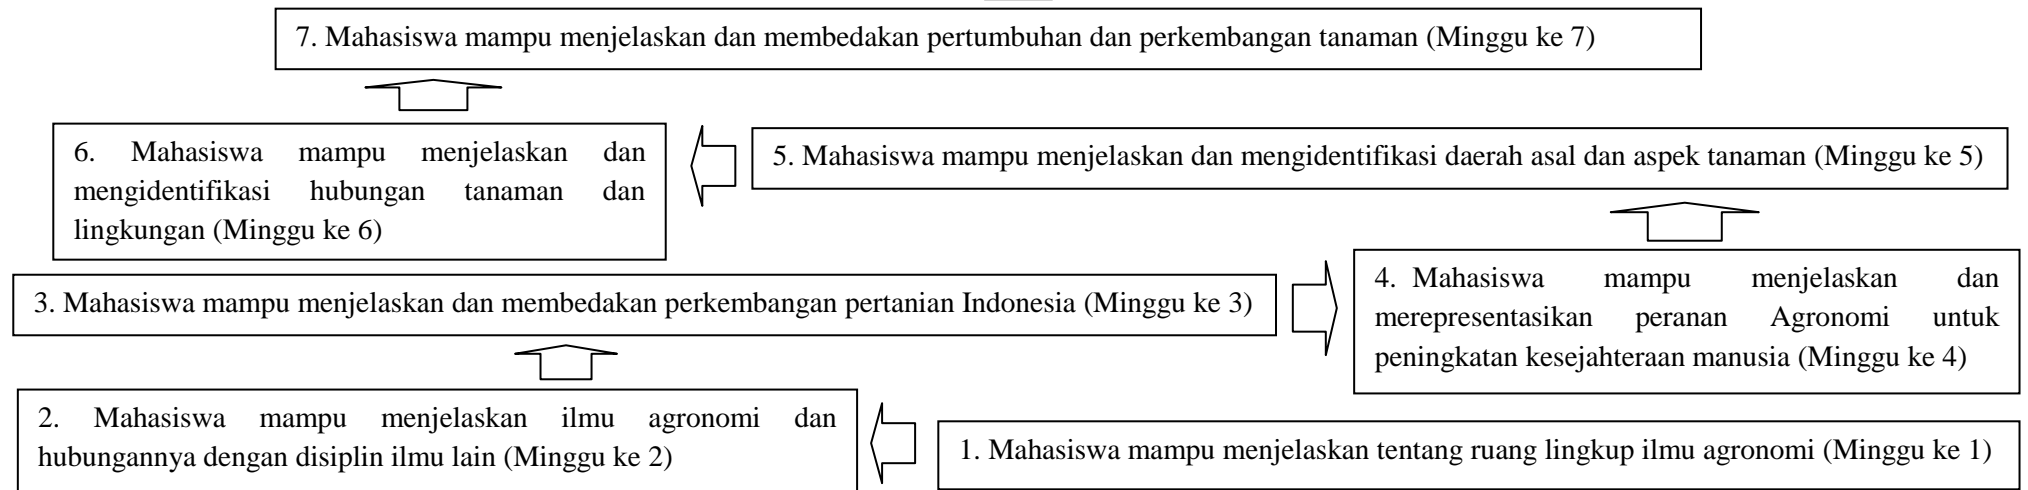 7. Mahasiswa mampu menjelaskan dan membedakan pertumbuhan dan perkembangan tanaman (Minggu ke 7)
6. Mahasiswa mampu menjelaskan dan
mengidentifikasi hubungan tanaman dan
lingkungan (Minggu ke 6)
5. Mahasiswa mampu menjelaskan dan mengidentifikasi daerah asal dan aspek tanaman (Minggu ke 5)
3. Mahasiswa mampu menjelaskan dan membedakan perkembangan pertanian Indonesia (Minggu ke 3)
4. Mahasiswa mampu menjelaskan dan
merepresentasikan peranan Agronomi untuk
peningkatan kesejahteraan manusia (Minggu ke 4)
2. Mahasiswa mampu menjelaskan ilmu agronomi dan
hubungannya dengan disiplin ilmu lain (Minggu ke 2)
1. Mahasiswa mampu menjelaskan tentang ruang lingkup ilmu agronomi (Minggu ke 1)